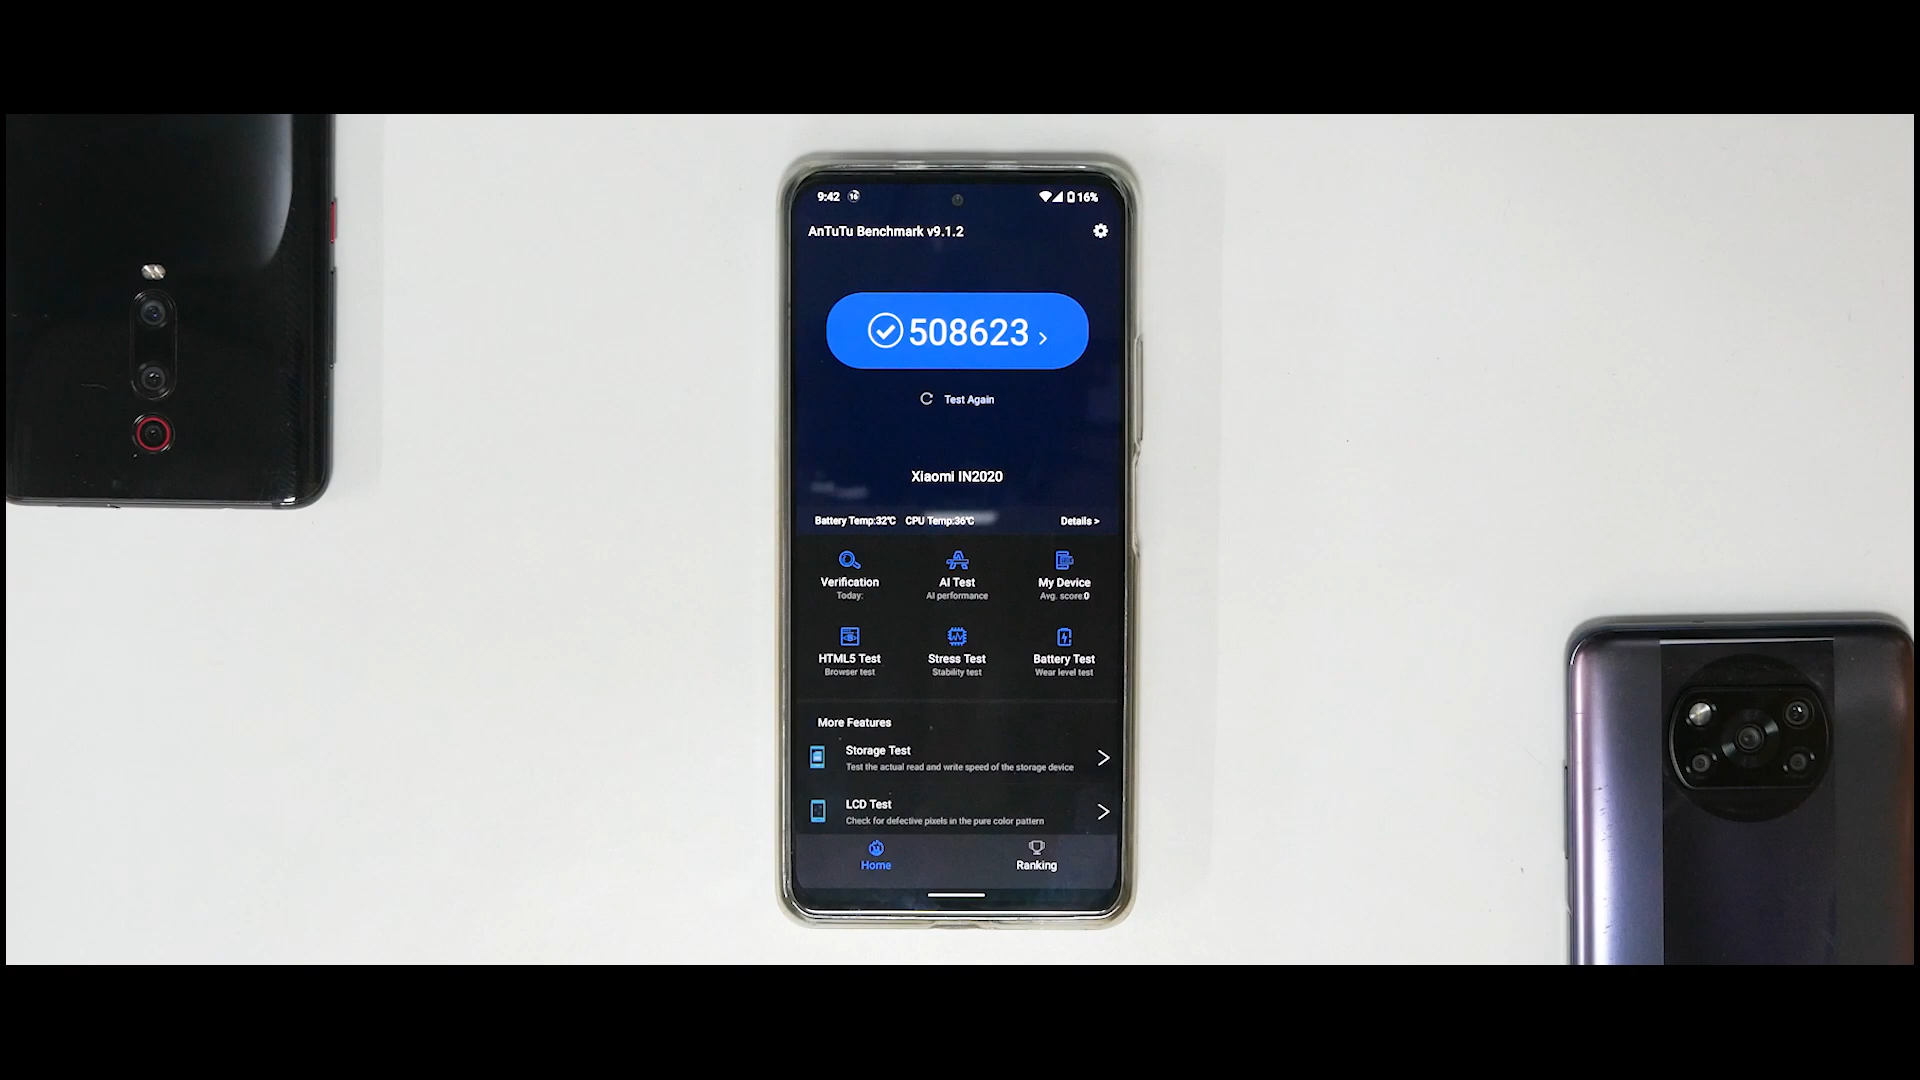 9:42 16 16%
AnTuTu Benchmark v9.1.2
508623 >
Test Again
Xiaomi IN2020
Battery Temp:32℃ CPU Temp:36℃ Details >
Verification AI Test My Device
Today: AI performance Avg. score:0
HTML5 Test Stress Test Battery Test
Browser test Stability test Wear level test
More Features
Storage Test
Test the actual read and write speed of the storage device
LCD Test
Check for defective pixels in the pure color pattern
Home Ranking